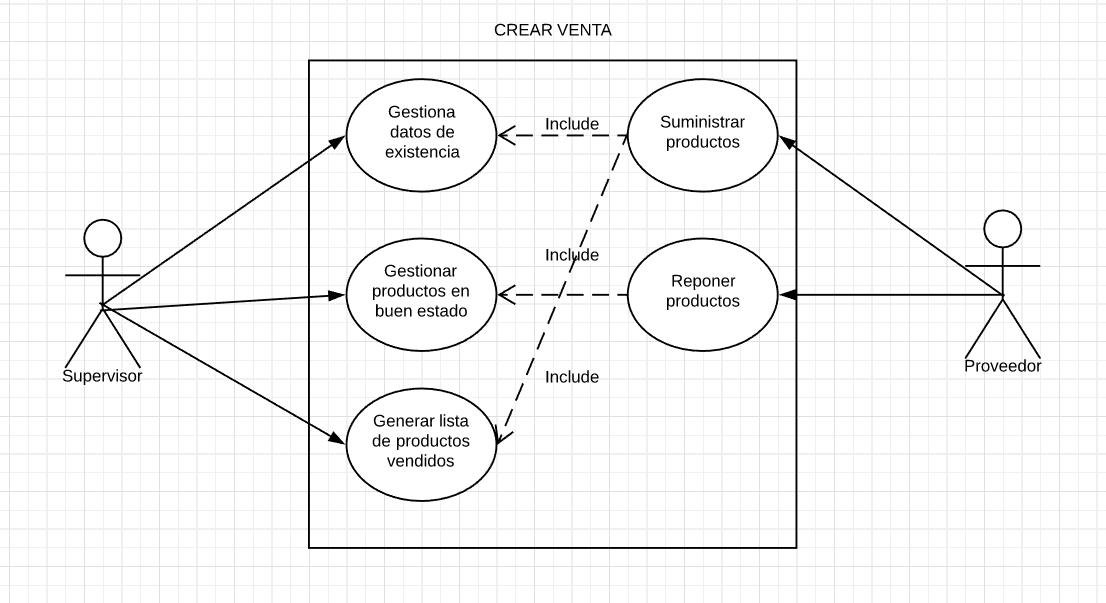 CREAR VENTA
Gestiona
datos de
existencia
Include
Suministrar
productos
Gestionar
productos en
buen estado
Include
Reponer
productos
Supervisor
Proveedor
Include
Generar lista
de productos
vendidos